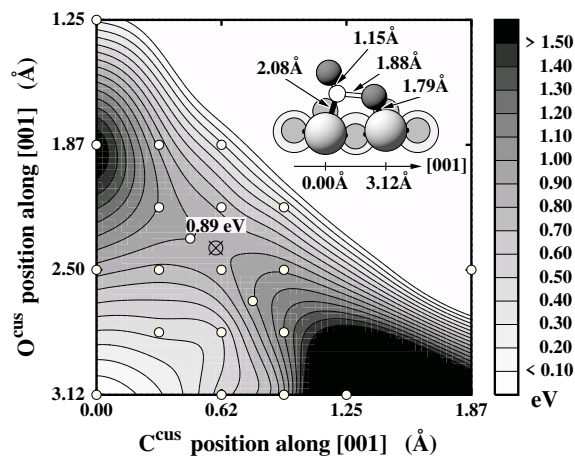 1.25
1.87
2.50
3.12
O^cus position along [001] (Å)
0.00
0.62
1.25
1.87
C^cus position along [001] (Å)
0.89 eV
1.15Å
1.88Å
2.08Å
1.79Å
[001]
0.00Å
3.12Å
> 1.50
1.40
1.30
1.20
1.10
1.00
0.90
0.80
0.70
0.60
0.50
0.40
0.30
0.20
0.10
< 0.10
eV